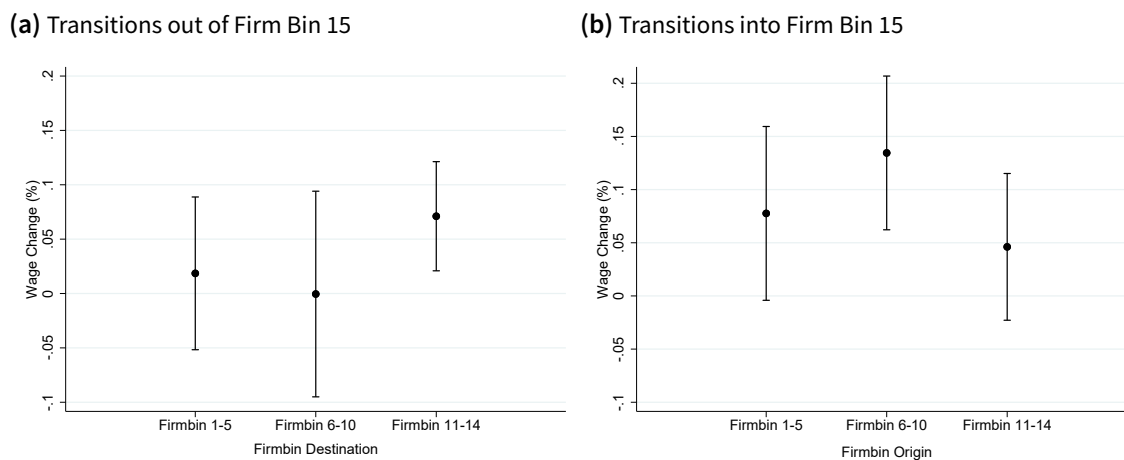 (a) Transitions out of Firm Bin 15
.2
.15
.1
.05
0
-.05
-.1
Wage Change (%)
Firmbin 1-5 Firmbin 6-10 Firmbin 11-14
Firmbin Destination
(b) Transitions into Firm Bin 15
.2
.15
.1
.05
0
-.05
-.1
Wage Change (%)
Firmbin 1-5 Firmbin 6-10 Firmbin 11-14
Firmbin Origin